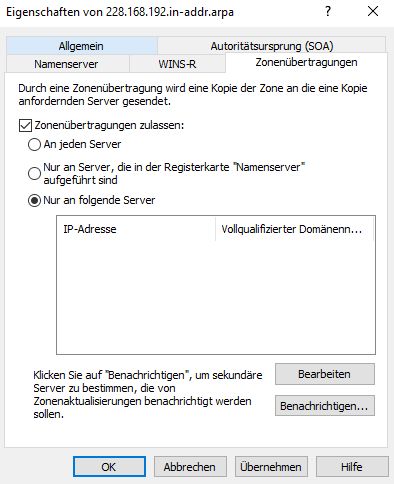 Eigenschaften von 228.168.192.in-addr.arpa
Allgemein
Autoritätsursprung (SOA)
Namenserver
WINS-R
Zonenübertragungen
Durch eine Zonenübertragung wird eine Kopie der Zone an die eine Kopie
anfordernden Server gesendet.
Zonenübertragungen zulassen:
An jeden Server
Nur an Server, die in der Registerkarte "Namenserver"
aufgeführt sind
Nur an folgende Server
IP-Adresse
Vollqualifizierter Domänenn...
Klicken Sie auf "Benachrichtigen", um sekundäre
Server zu bestimmen, die von
Zonenaktualisierungen benachrichtigt werden
sollen.
Bearbeiten
Benachrichtigen...
OK
Abbrechen
Übernehmen
Hilfe